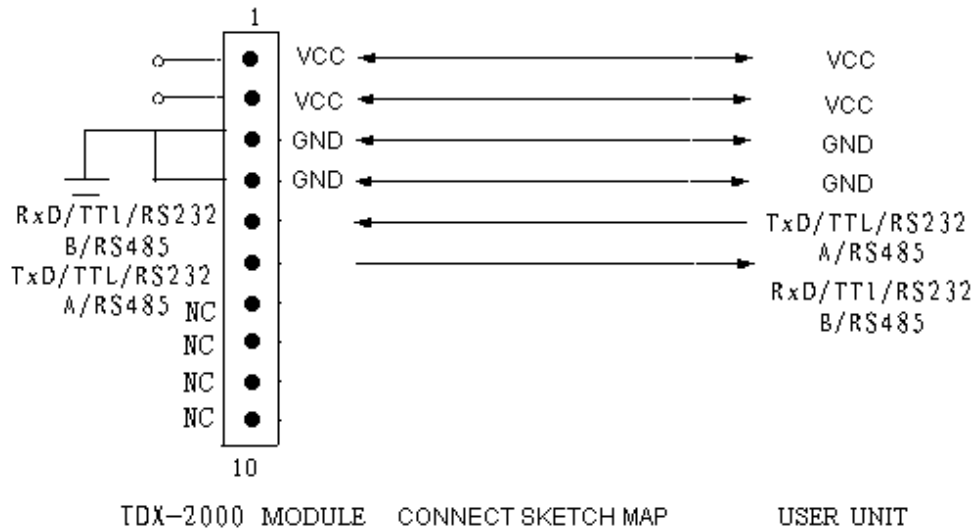 1
VCC VCC
VCC VCC
GND GND
GND GND
RxD/TT1/RS232 TxD/TTL/RS232
B/RS485 A/RS485
TxD/TTL/RS232 RxD/TT1/RS232
A/RS485 B/RS485
NC
NC
NC
NC
10
TDX-2000 MODULE CONNECT SKETCH MAP USER UNIT